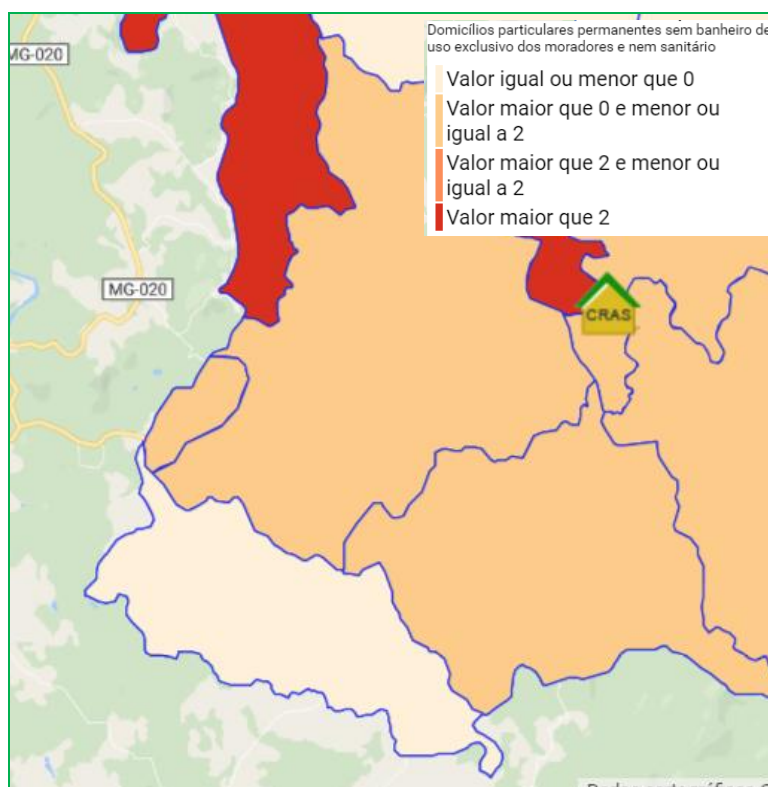 MG-020
Domicílios particulares permanentes sem banheiro de
uso exclusivo dos moradores e nem sanitário
Valor igual ou menor que 0
Valor maior que 0 e menor ou
igual a 2
Valor maior que 2 e menor ou
igual a 2
Valor maior que 2
MG-020
CRAS